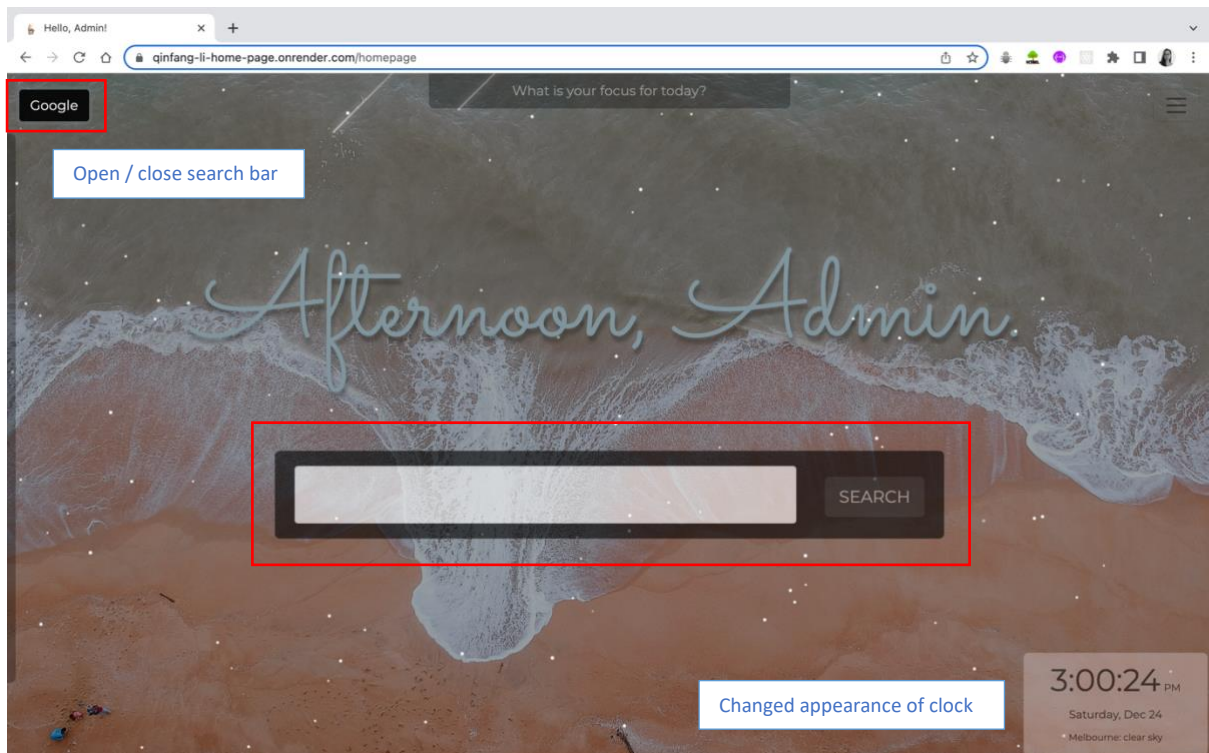 Hello, Admin!
qinfang-li-home-page.onrender.com/homepage
Google
What is your focus for today?
Open / close search bar
Afternoon, Admin.
SEARCH
Changed appearance of clock
3:00:24 PM
Saturday, Dec 24
Melbourne: clear sky